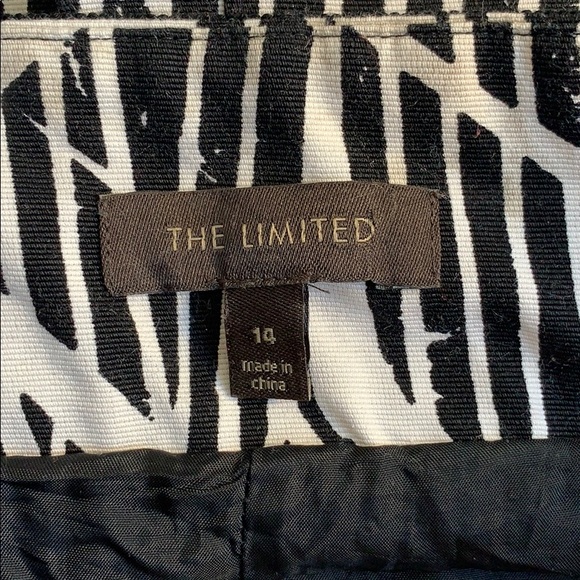 THE LIMITED
14
made in
china